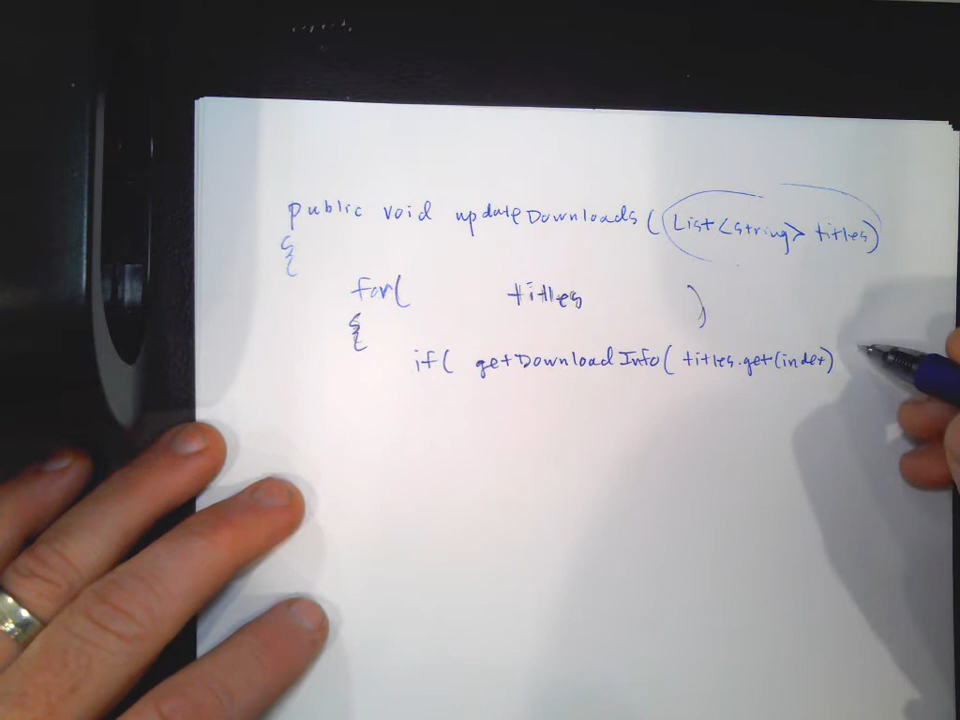 public void updateDownloads (List<string> titles)
{
for( titles )
{
if( getDownloadInfo( titles.get(index)